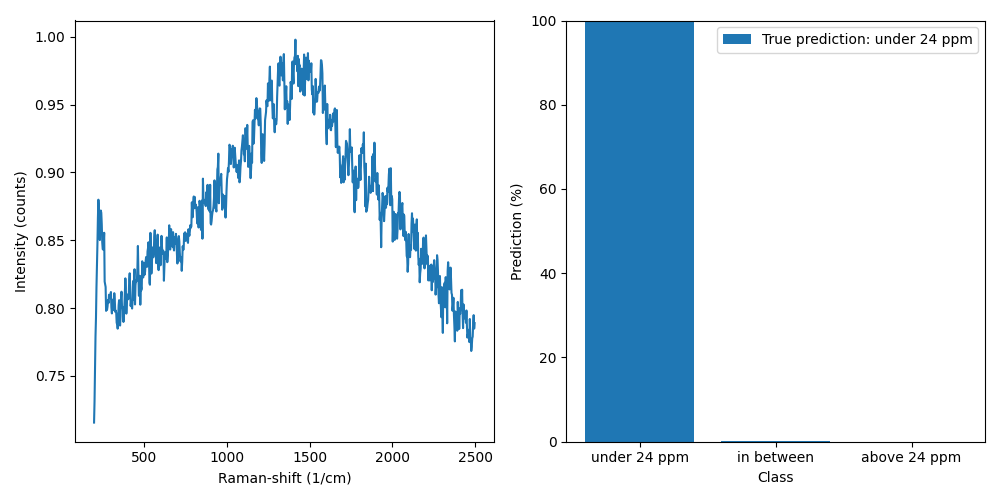 1.00
0.95
0.90
0.85
0.80
0.75
Intensity (counts)
500
1000
1500
2000
2500
Raman-shift (1/cm)
100
80
60
40
20
0
Prediction (%)
True prediction: under 24 ppm
under 24 ppm
in between
above 24 ppm
Class